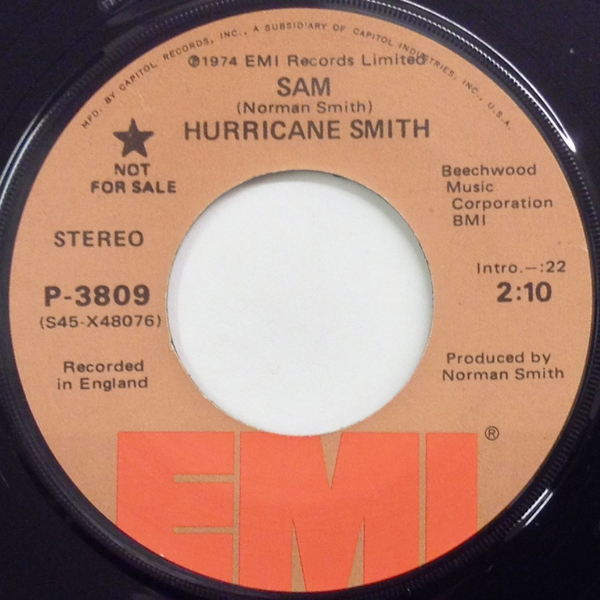 MFD. BY CAPITOL RECORDS, INC., A SUBSIDIARY OF CAPITOL INDUSTRIES, INC., U.S.A.
℗1974 EMI Records Limited
SAM
(Norman Smith)
HURRICANE SMITH
NOT
FOR SALE
Beechwood
Music
Corporation
BMI
STEREO
Intro.—:22
P-3809
2:10
(S45-X48076)
Recorded
in England
Produced by
Norman Smith
EMI ®